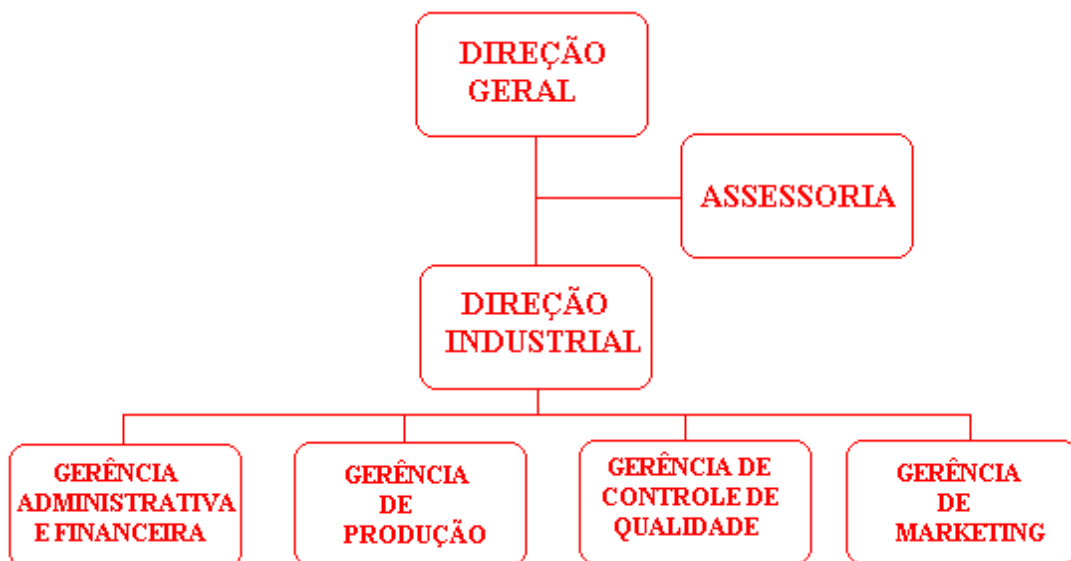 DIREÇÃO
GERAL
ASSESSORIA
DIREÇÃO
INDUSTRIAL
GERÊNCIA
ADMINISTRATIVA
E FINANCEIRA
GERÊNCIA
DE
PRODUÇÃO
GERÊNCIA DE
CONTROLE DE
QUALIDADE
GERÊNCIA
DE
MARKETING